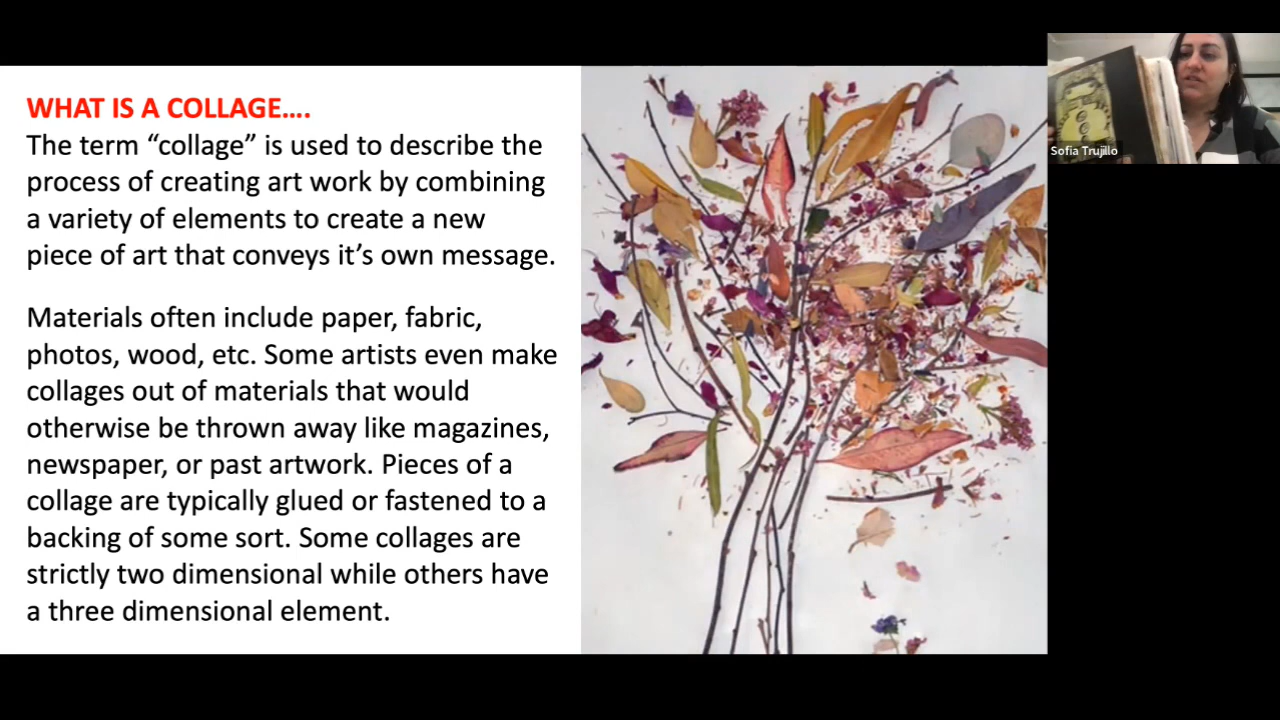 WHAT IS A COLLAGE....
The term “collage” is used to describe the
process of creating art work by combining
a variety of elements to create a new
piece of art that conveys it’s own message.
Materials often include paper, fabric,
photos, wood, etc. Some artists even make
collages out of materials that would
otherwise be thrown away like magazines,
newspaper, or past artwork. Pieces of a
collage are typically glued or fastened to a
backing of some sort. Some collages are
strictly two dimensional while others have
a three dimensional element.
Sofia Trujillo